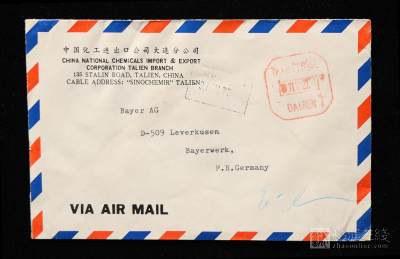 中国化工进出口公司大连分公司
CHINA NATIONAL CHEMICALS IMPORT & EXPORT
CORPORATION TALIEN BRANCH
135 STALIN ROAD, TALIEN, CHINA
CABLE ADDRESS: "SINOCHEMIR" TALIEN
DAIREN
Bayer AG
D-509 Leverkusen
Bayerwerk,
F.R.Germany
VIA AIR MAIL
zhaoonline.com